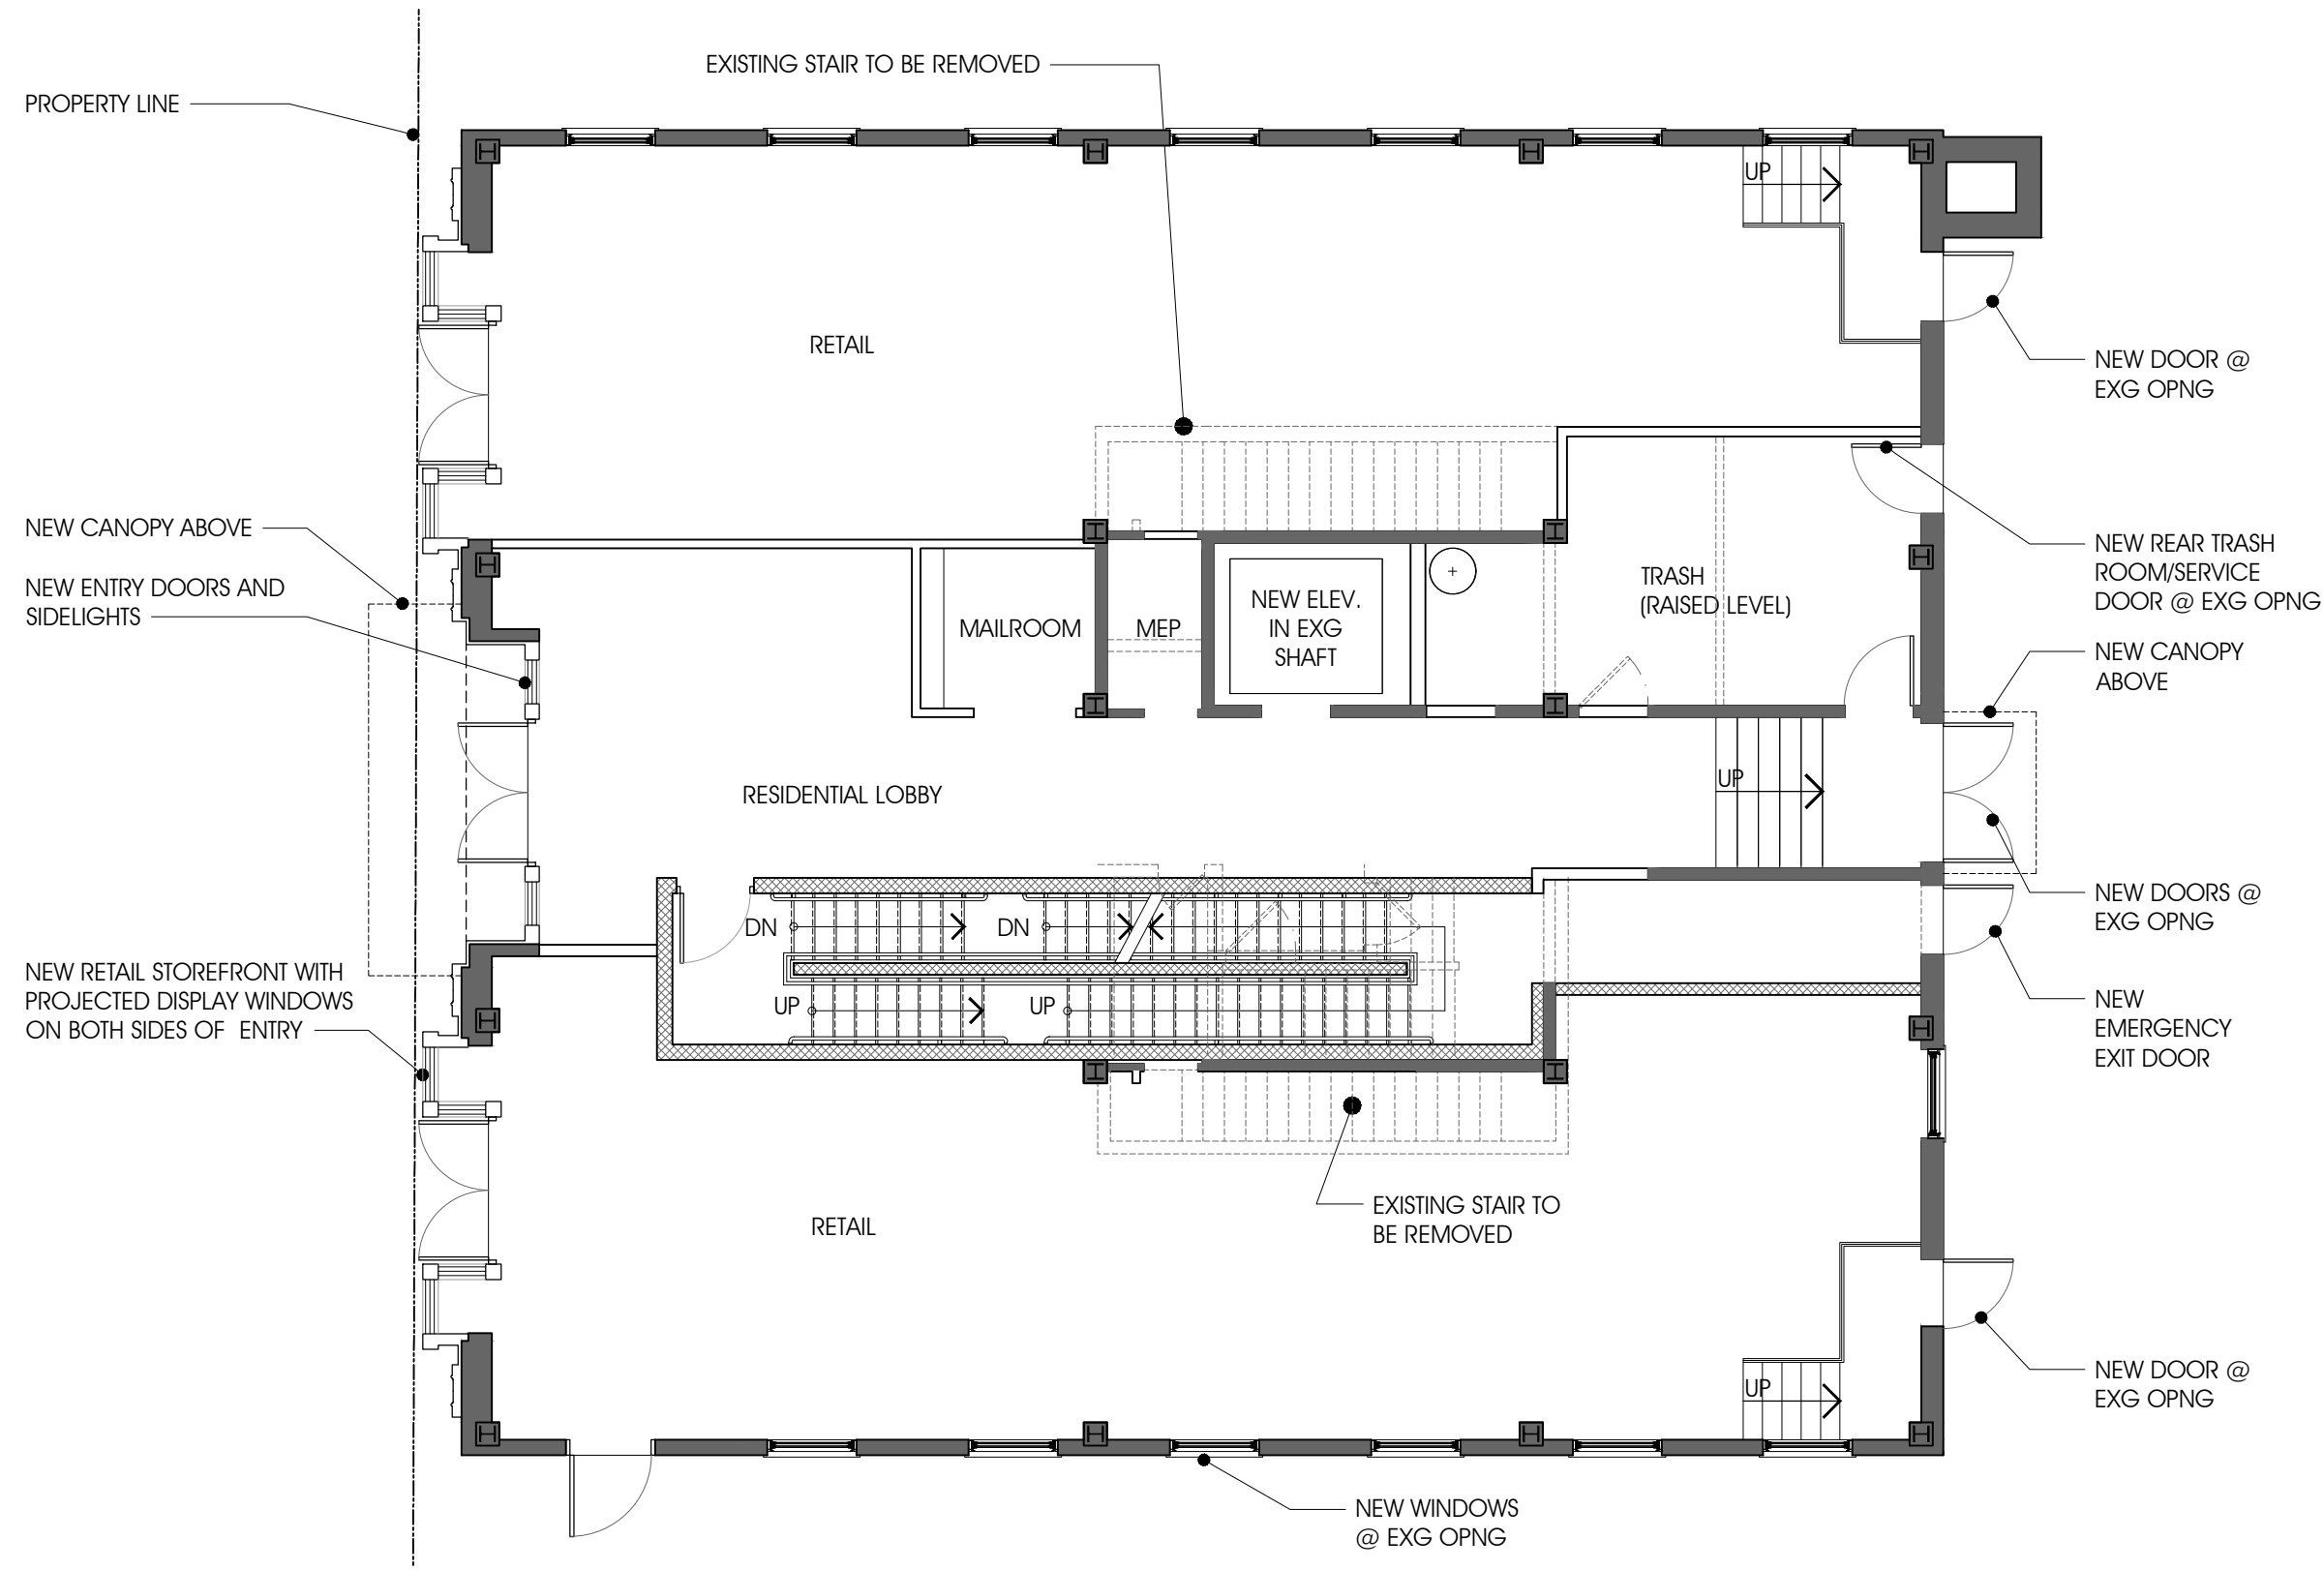 EXISTING STAIR TO BE REMOVED
PROPERTY LINE
UP
RETAIL
NEW DOOR @
EXG OPNG
NEW CANOPY ABOVE
NEW ENTRY DOORS AND
SIDELIGHTS
MAILROOM
MEP
NEW ELEV.
IN EXG
SHAFT
TRASH
(RAISED LEVEL)
NEW REAR TRASH
ROOM/SERVICE
DOOR @ EXG OPNG
NEW CANOPY
ABOVE
RESIDENTIAL LOBBY
UP
NEW DOORS @
EXG OPNG
DN
DN
UP
UP
NEW RETAIL STOREFRONT WITH
PROJECTED DISPLAY WINDOWS
ON BOTH SIDES OF  ENTRY
NEW
EMERGENCY
EXIT DOOR
RETAIL
EXISTING STAIR TO
BE REMOVED
UP
NEW DOOR @
EXG OPNG
NEW WINDOWS
@ EXG OPNG